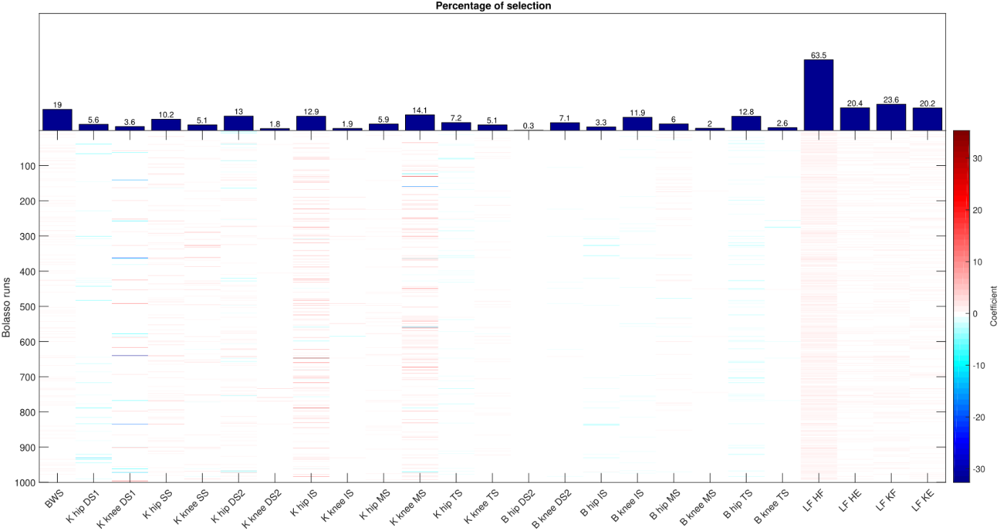 Percentage of selection
63.5
19 5.6 3.6 10.2 5.1 13 1.8 12.9 1.9 5.9 14.1 7.2 5.1 0.3 7.1 3.3 11.9 6 2 12.8 2.6 20.4 23.6 20.2
Bolasso runs
100
200
300
400
500
600
700
800
900
1000
BWS
K hip DS1
K knee DS1
K hip SS
K knee SS
K hip DS2
K knee DS2
K hip IS
K knee IS
K hip MS
K knee MS
K hip TS
K knee TS
B hip DS2
B knee DS2
B hip IS
B knee IS
B hip MS
B knee MS
B hip TS
B knee TS
LF HF
LF HE
LF KF
LF KE
30
20
10
0
-10
-20
-30
Coefficient